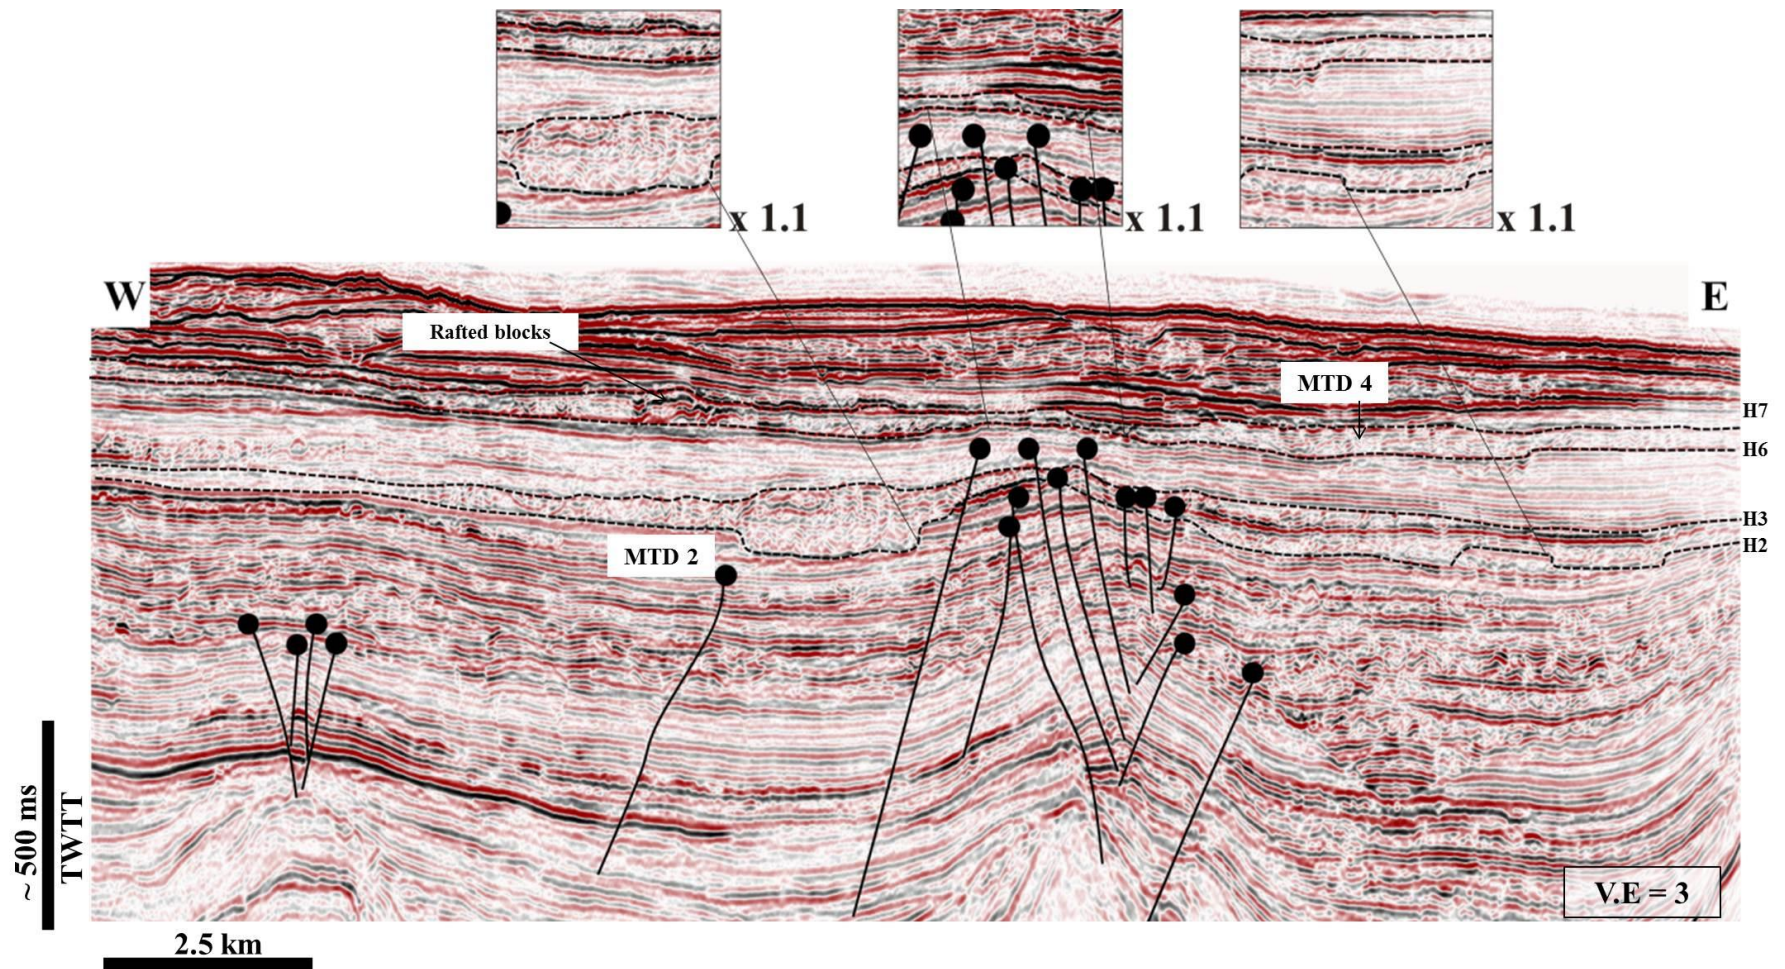 x 1.1
x 1.1
x 1.1
W
E
Rafted blocks
MTD 4
H7
H6
H3
H2
MTD 2
~ 500 ms
TWTT
V.E = 3
2.5 km